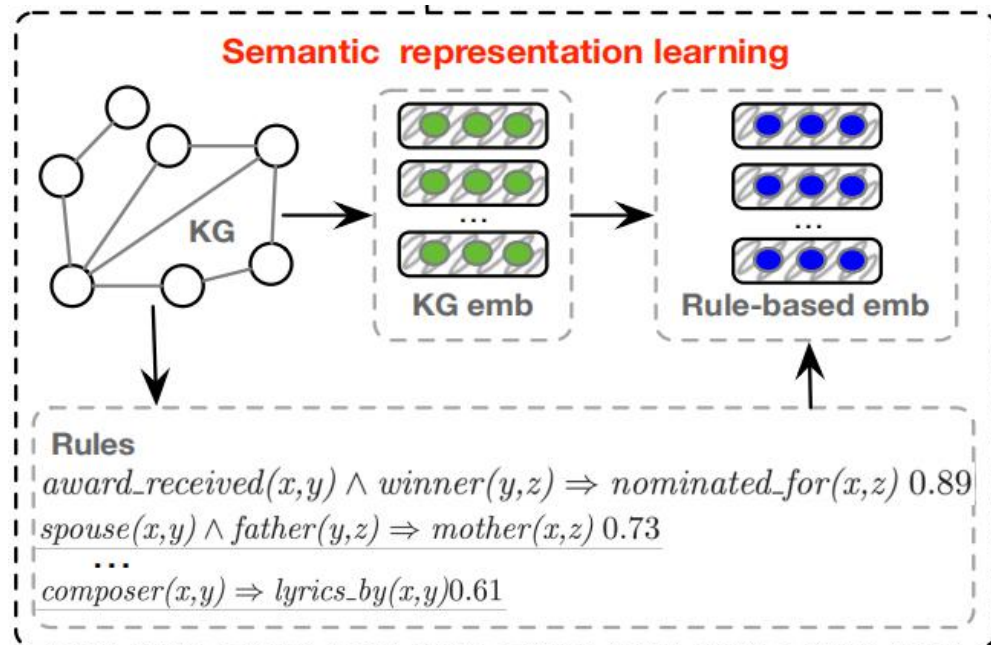 Semantic representation learning
KG
...
KG emb
...
Rule-based emb
Rules
award_received(x,y) ∧ winner(y,z) ⇒ nominated_for(x,z) 0.89
spouse(x,y) ∧ father(y,z) ⇒ mother(x,z) 0.73
...
composer(x,y) ⇒ lyrics_by(x,y)0.61